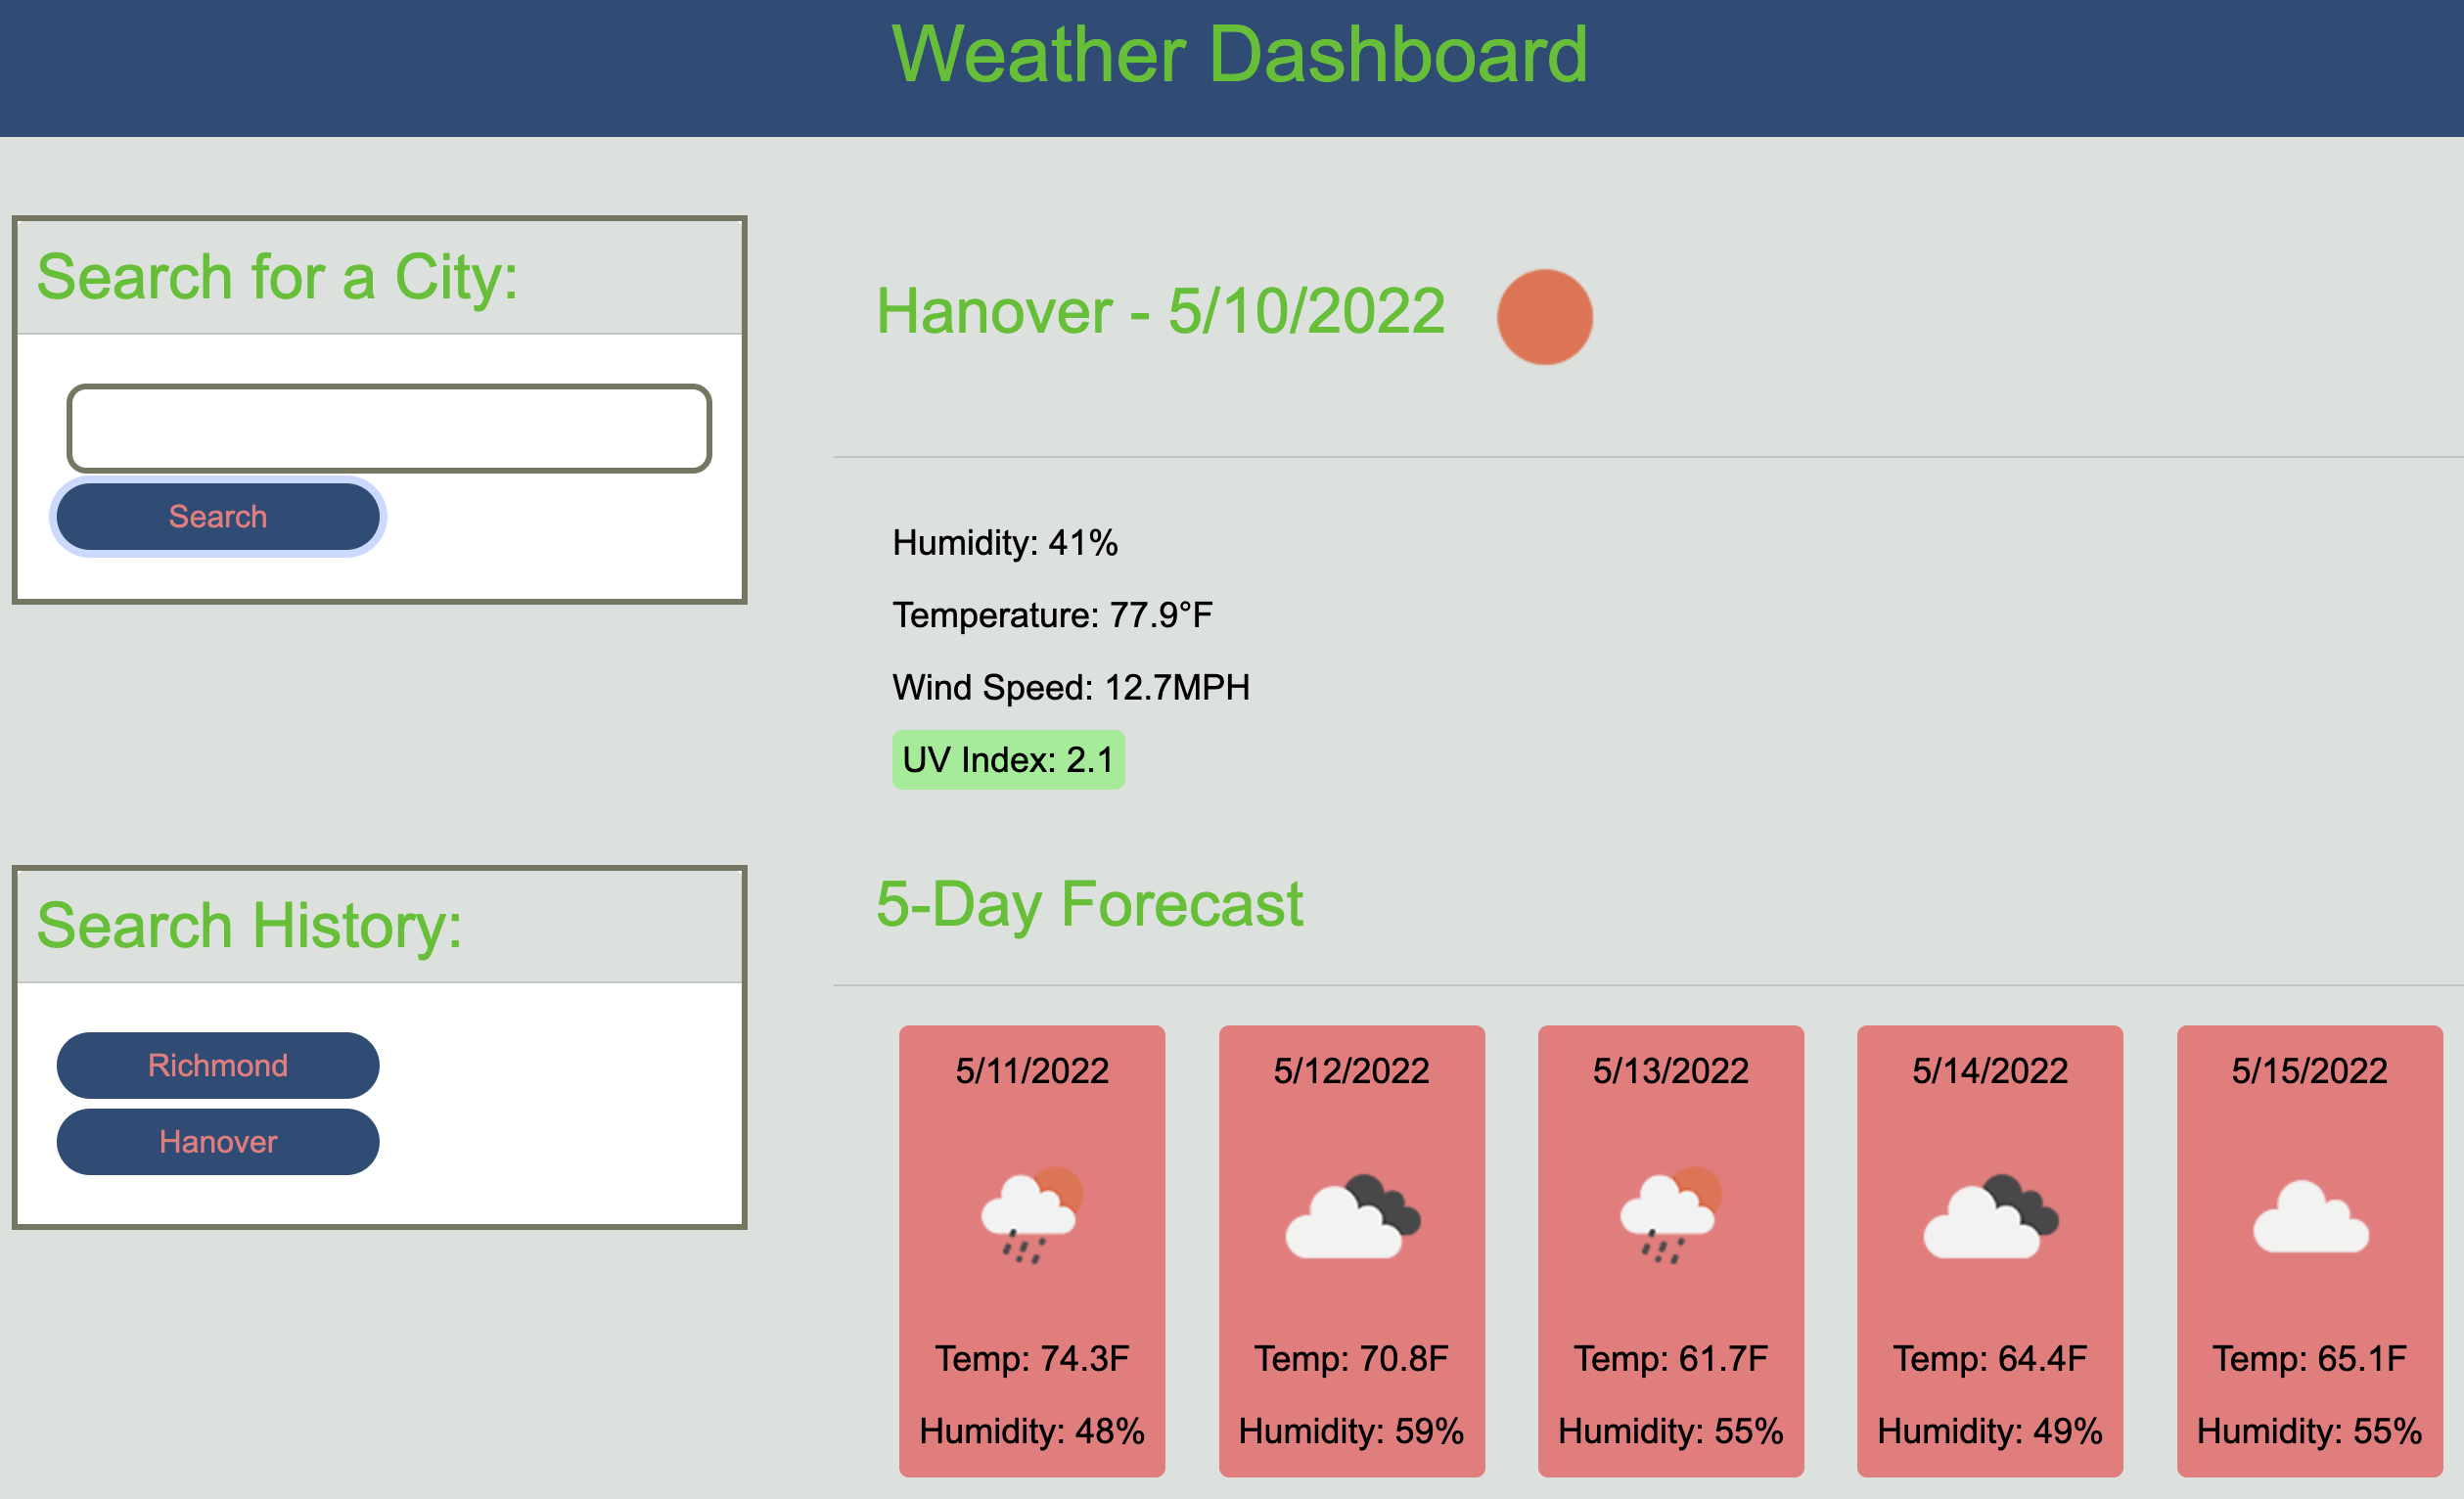 Weather Dashboard
Search for a City:
Search
Search History:
Richmond
Hanover
Hanover - 5/10/2022
Humidity: 41%
Temperature: 77.9°F
Wind Speed: 12.7MPH
UV Index: 2.1
5-Day Forecast
5/11/2022
Temp: 74.3F
Humidity: 48%
5/12/2022
Temp: 70.8F
Humidity: 59%
5/13/2022
Temp: 61.7F
Humidity: 55%
5/14/2022
Temp: 64.4F
Humidity: 49%
5/15/2022
Temp: 65.1F
Humidity: 55%